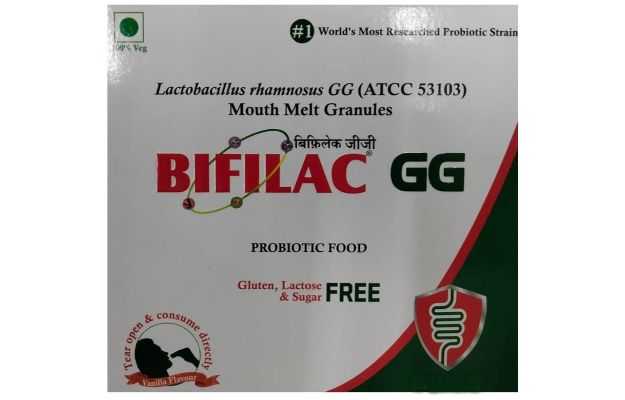 #1 World's Most Researched Probiotic Strain
100% Veg
Lactobacillus rhamnosus GG (ATCC 53103)
Mouth Melt Granules
बिफ़िलेक जीजी
BIFILAC® GG
PROBIOTIC FOOD
Gluten, Lactose
& Sugar FREE
Tear open & consume directly
Vanilla Flavour